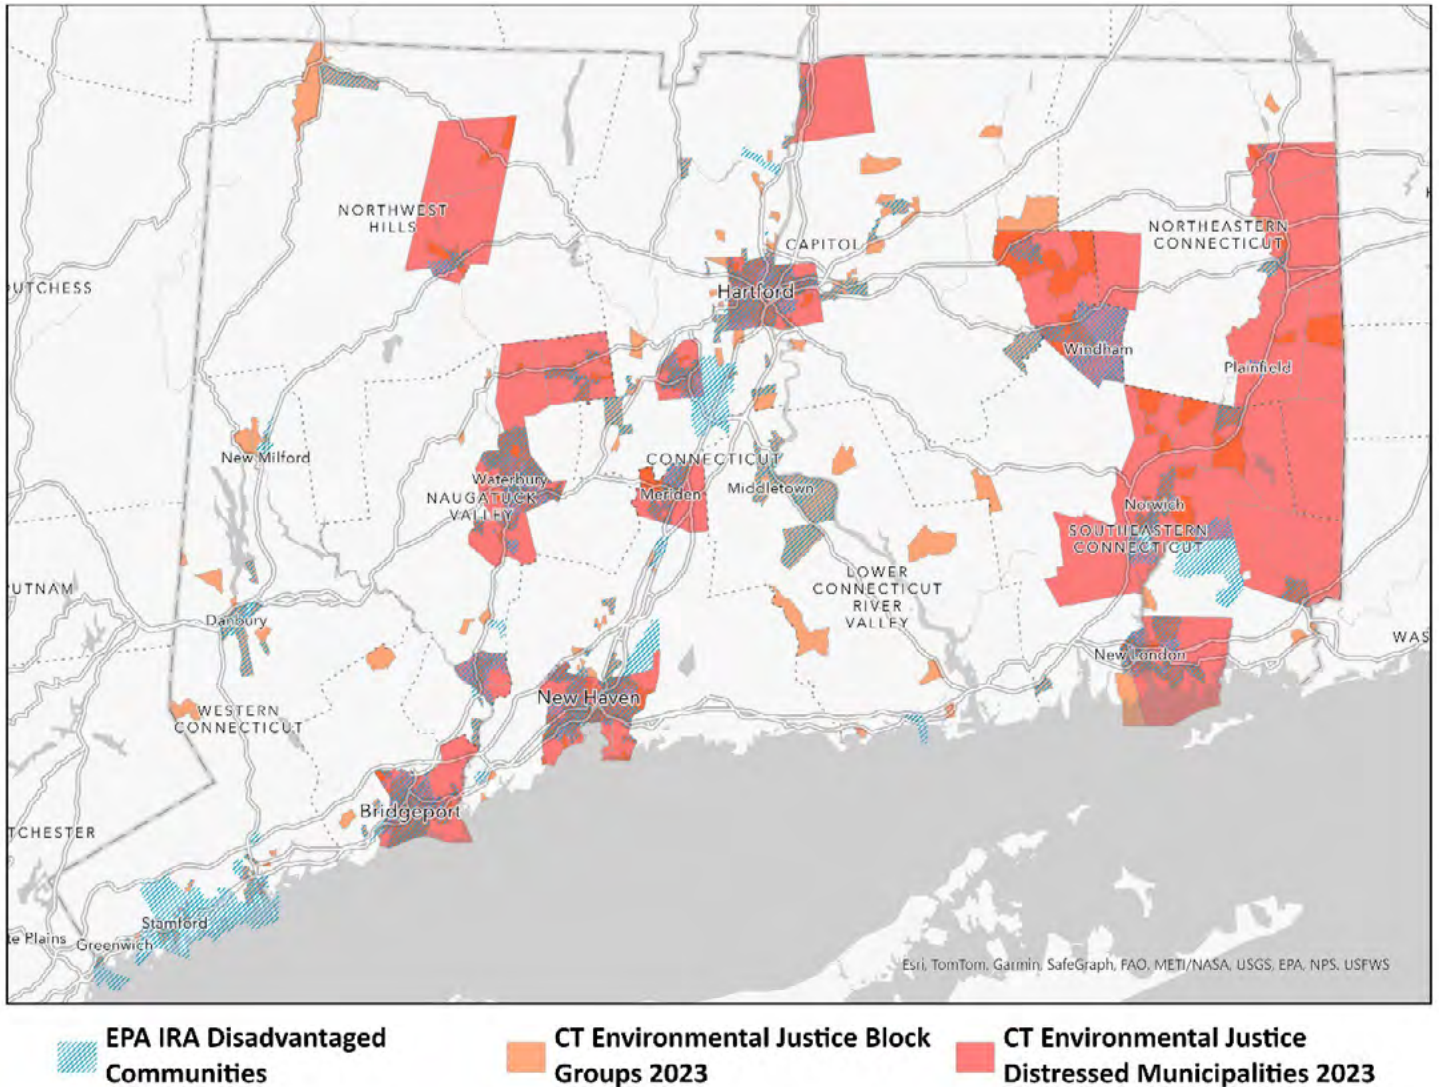 NORTHWEST
HILLS
CAPITOL
NORTHEASTERN
CONNECTICUT
DUTCHESS
Hartford
Windham
Plainfield
New Milford
CONNECTICUT
Waterbury
NAUGATUCK
VALLEY
Meriden
Middletown
Norwich
SOUTHEASTERN
CONNECTICUT
LOWER
CONNECTICUT
RIVER
VALLEY
UTNAM
Danbury
WAS
New London
New Haven
WESTERN
CONNECTICUT
Bridgeport
TCHESTER
Stamford
te Plains
Greenwich
Esri, TomTom, Garmin, SafeGraph, FAO, METI/NASA, USGS, EPA, NPS, USFWS
EPA IRA Disadvantaged
Communities
CT Environmental Justice Block
Groups 2023
CT Environmental Justice
Distressed Municipalities 2023